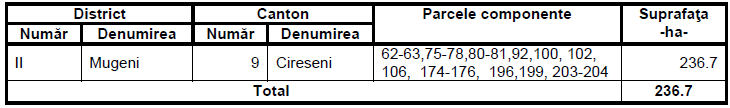 District Canton Parcele componente Suprafaţa -ha-
Număr Denumirea Număr Denumirea
II Mugeni 9 Cireseni 62-63,75-78,80-81,92,100, 102, 236.7
106, 174-176, 196,199, 203-204
Total 236.7